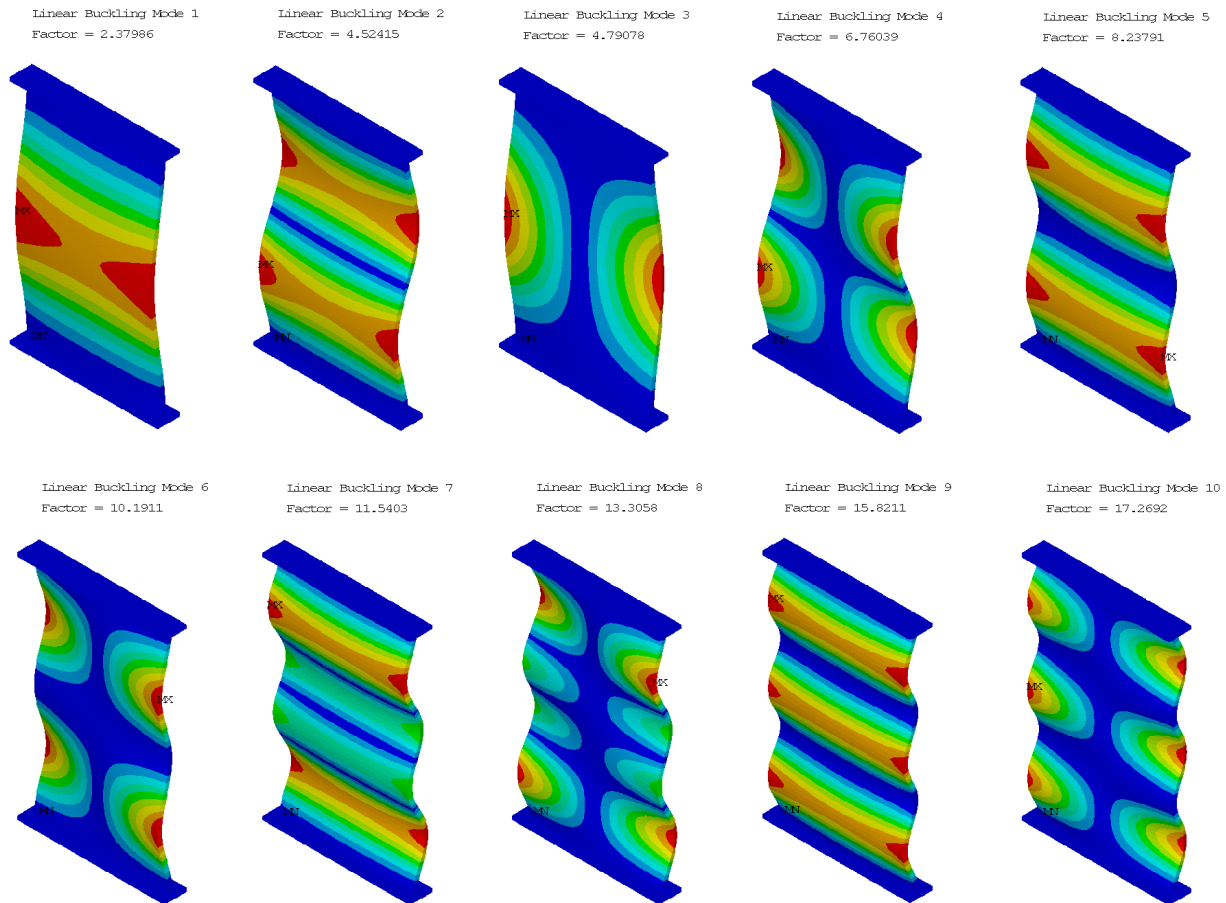 Linear Buckling Mode 1
Factor = 2.37986
Linear Buckling Mode 2
Factor = 4.52415
Linear Buckling Mode 3
Factor = 4.79078
Linear Buckling Mode 4
Factor = 6.76039
Linear Buckling Mode 5
Factor = 8.23791
MX
MN
MX
MN
MX
MN
MX
MN
MX
MN
Linear Buckling Mode 6
Factor = 10.1911
Linear Buckling Mode 7
Factor = 11.5403
Linear Buckling Mode 8
Factor = 13.3058
Linear Buckling Mode 9
Factor = 15.8211
Linear Buckling Mode 10
Factor = 17.2692
MX
MN
MX
MN
MX
MN
MX
MN
MX
MN